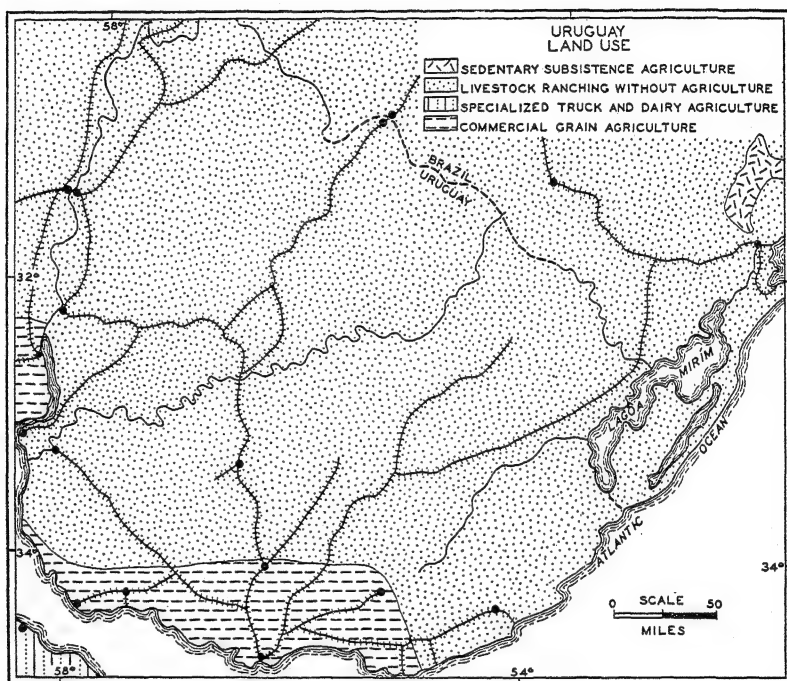 58°
URUGUAY
LAND USE
SEDENTARY SUBSISTENCE AGRICULTURE
LIVESTOCK RANCHING WITHOUT AGRICULTURE
SPECIALIZED TRUCK AND DAIRY AGRICULTURE
COMMERCIAL GRAIN AGRICULTURE
BRAZIL
URUGUAY
32°
LAGOA MIRIM
ATLANTIC OCEAN
34°
34°
0 SCALE 50
MILES
58°
54°